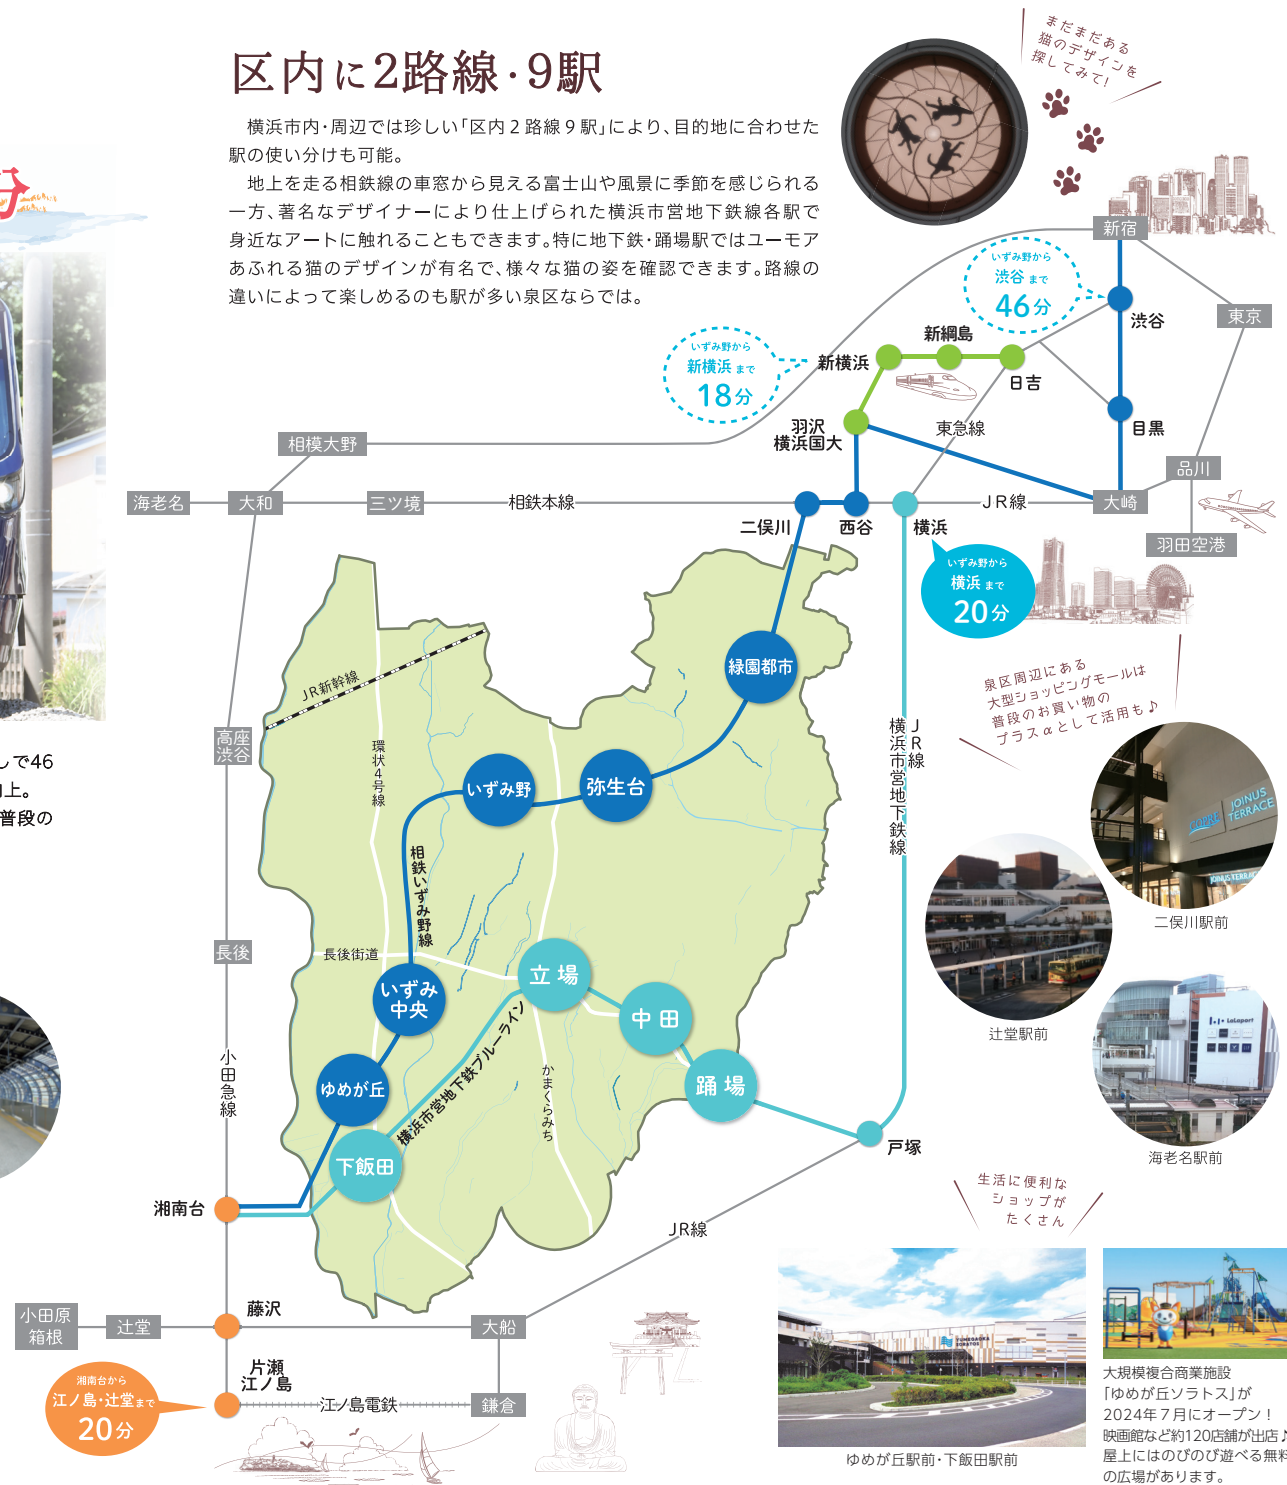 区内に2路線・9駅
横浜市内・周辺では珍しい「区内2路線9駅」により、目的地に合わせた
駅の使い分けも可能。
地上を走る相鉄線の車窓から見える富士山や風景に季節を感じられる
一方、著名なデザイナーにより仕上げられた横浜市営地下鉄線各駅で
身近なアートに触れることもできます。特に地下鉄・踊場駅ではユーモア
あふれる猫のデザインが有名で、様々な猫の姿を確認できます。路線の
違いによって楽しめるのも駅が多い泉区ならでは。
まだまだある
猫のデザインを
探してみて!
分
しで46
向上。
普段の
新宿
いずみ野から
渋谷まで
46分
渋谷
東京
新綱島
いずみ野から
新横浜まで
18分
新横浜
日吉
羽沢
横浜国大
東急線
目黒
相模大野
品川
海老名
大和
三ツ境
相鉄本線
JR線
大崎
二俣川
西谷
横浜
羽田空港
いずみ野から
横浜まで
20分
緑園都市
JR新幹線
泉区周辺にある
大型ショッピングモールは
普段のお買い物の
プラスαとして活用も♪
高座
渋谷
環状4号線
いずみ野
弥生台
JR線
横浜市営地下鉄線
COPRE
JOINUS
TERRACE
JOINUS TERRACE
二俣川駅前
相鉄いずみ野線
長後
長後街道
立場
いずみ
中央
中田
辻堂駅前
LaLaport
小田急線
ゆめが丘
横浜市営地下鉄ブルーライン
かまくらみち
踊場
下飯田
戸塚
海老名駅前
湘南台
生活に便利な
ショップが
たくさん
JR線
小田原
箱根
辻堂
藤沢
大船
YUMEGAOKA
SORATOS
湘南台から
江ノ島・辻堂まで
20分
片瀬
江ノ島
江ノ島電鉄
鎌倉
ゆめが丘駅前・下飯田駅前
大規模複合商業施設
「ゆめが丘ソラトス」が
2024年7月にオープン!
映画館など約120店舗が出店♪
屋上にはのびのび遊べる無料
の広場があります。